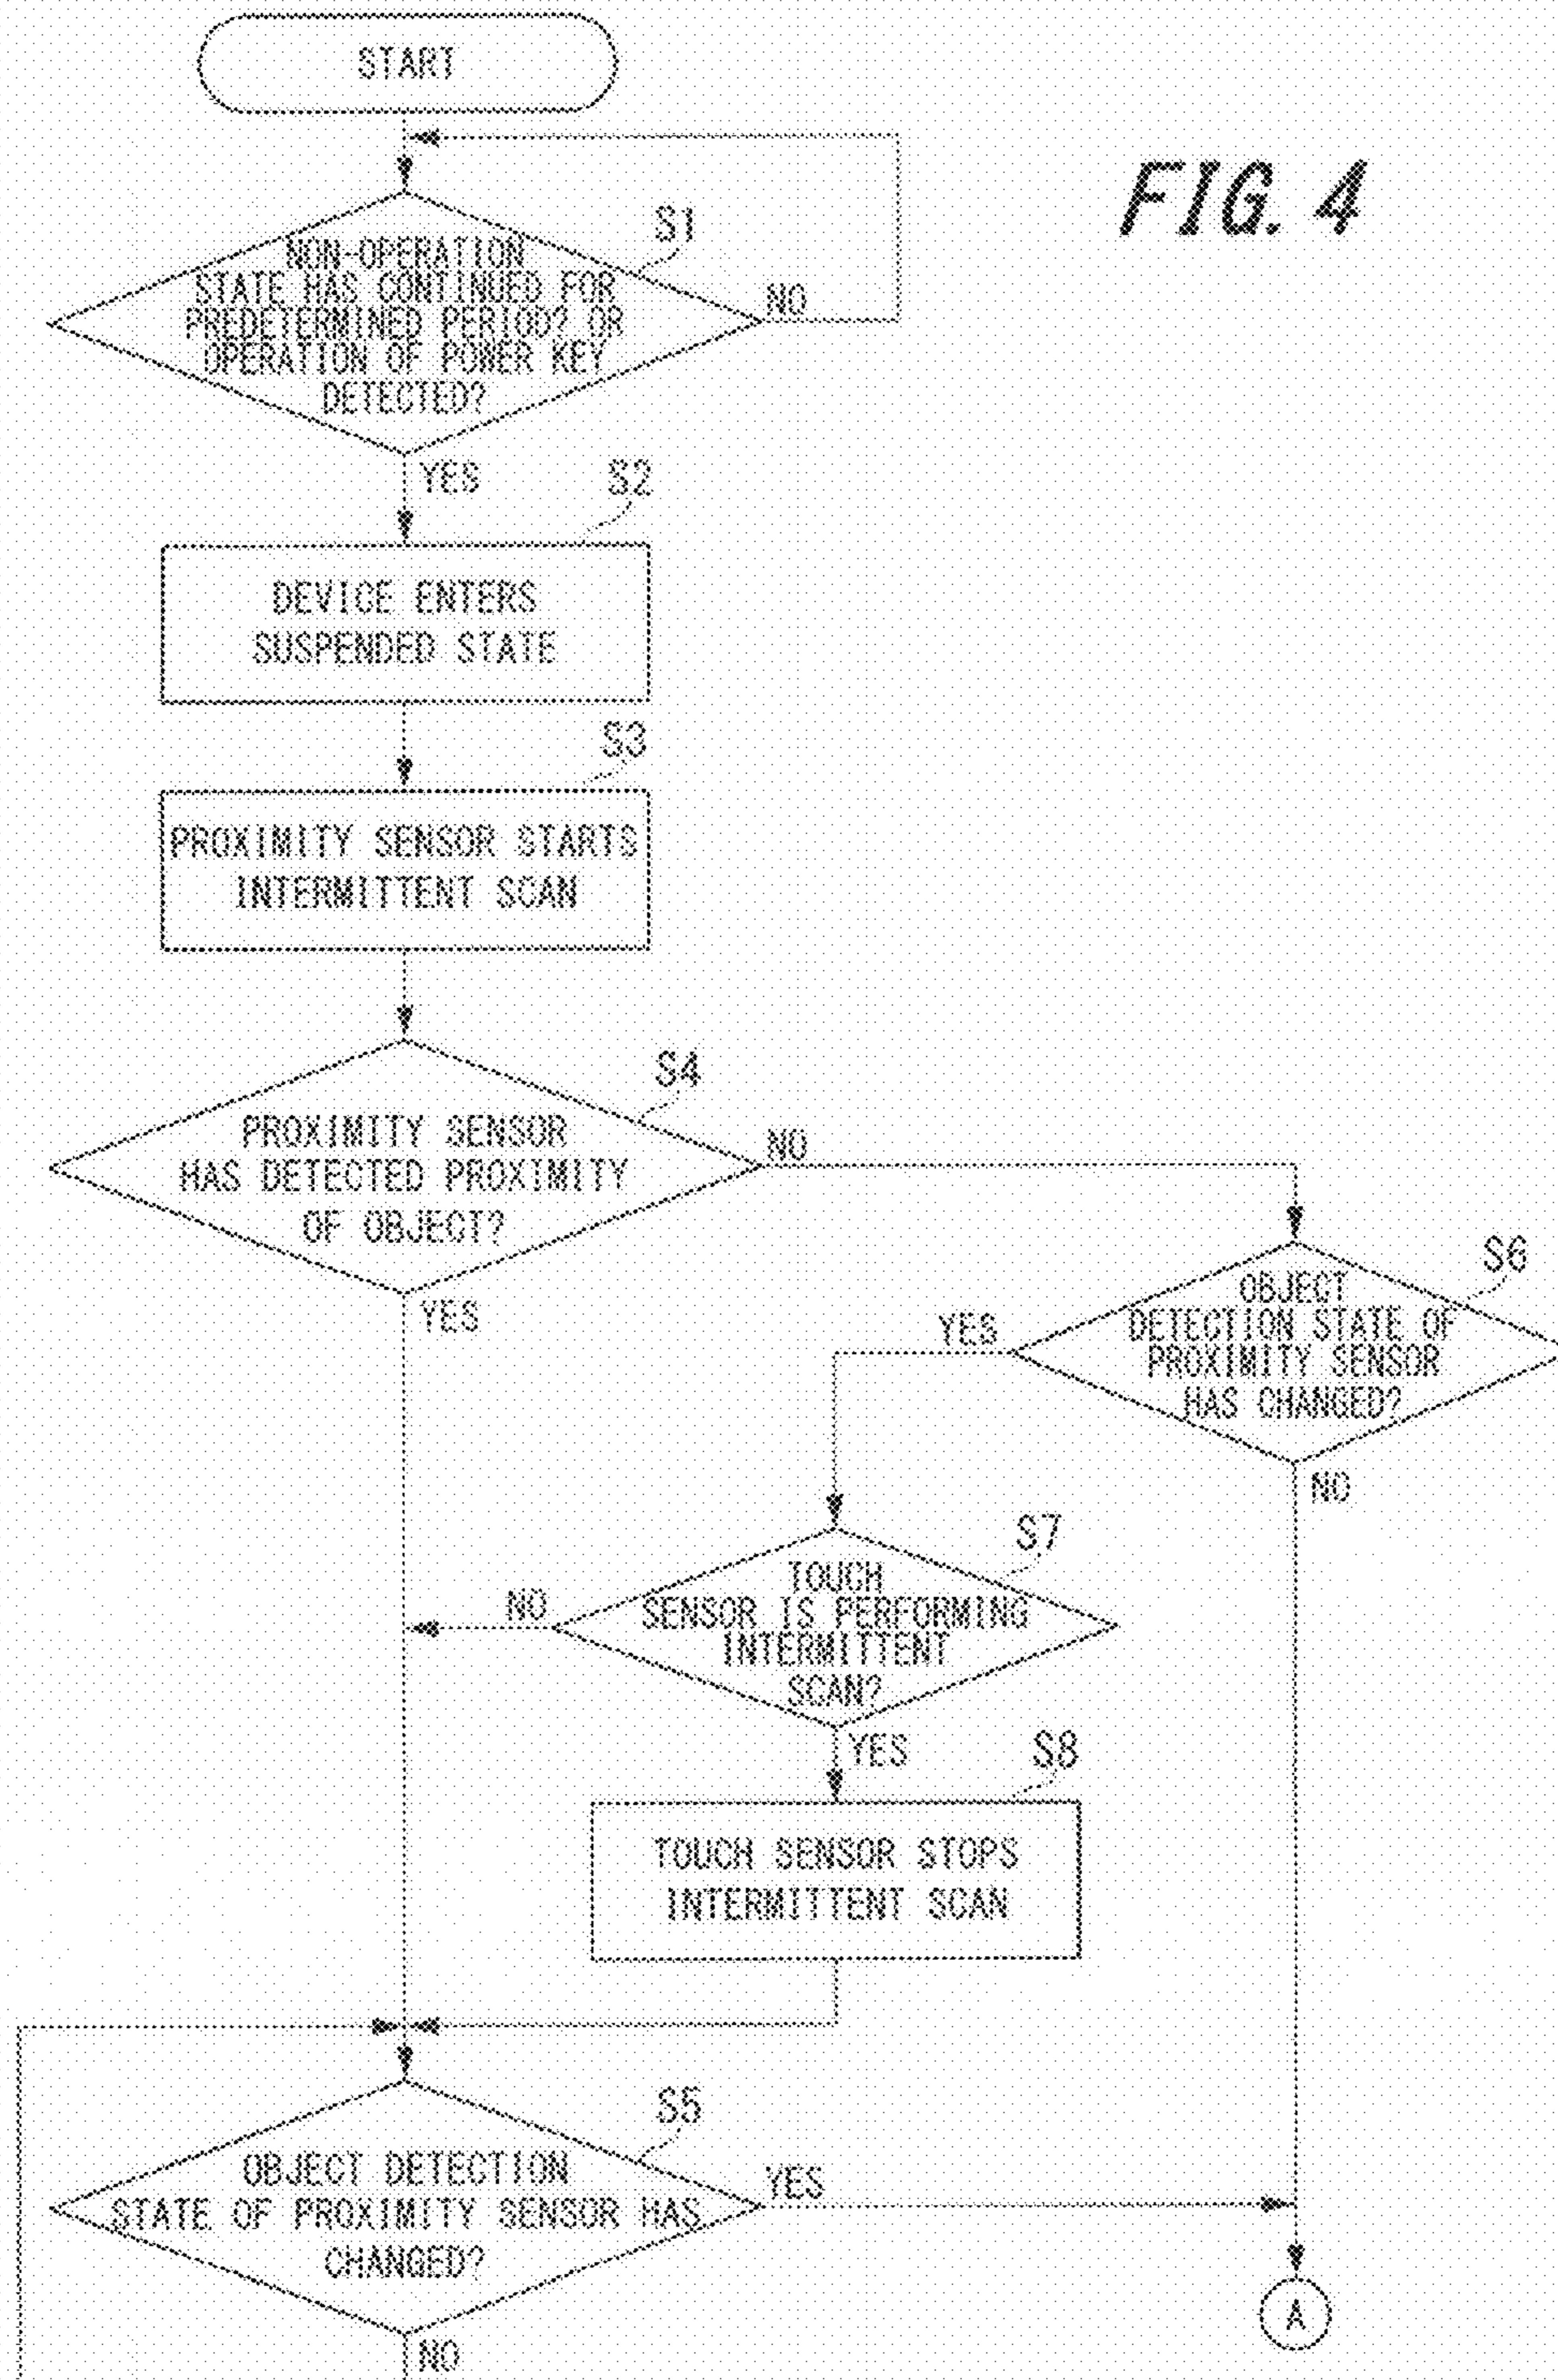 START
FIG. 4
S1
NON-OPERATION
STATE HAS CONTINUED FOR
PREDETERMINED PERIOD? OR
OPERATION OF POWER KEY
DETECTED?
NO
YES
S2
DEVICE ENTERS
SUSPENDED STATE
S3
PROXIMITY SENSOR STARTS
INTERMITTENT SCAN
S4
PROXIMITY SENSOR
HAS DETECTED PROXIMITY
OF OBJECT?
NO
YES
S6
OBJECT
DETECTION STATE OF
PROXIMITY SENSOR
HAS CHANGED?
YES
NO
S7
TOUCH
SENSOR IS PERFORMING
INTERMITTENT
SCAN?
NO
YES
S8
TOUCH SENSOR STOPS
INTERMITTENT SCAN
S5
OBJECT DETECTION
STATE OF PROXIMITY SENSOR HAS
CHANGED?
YES
NO
A